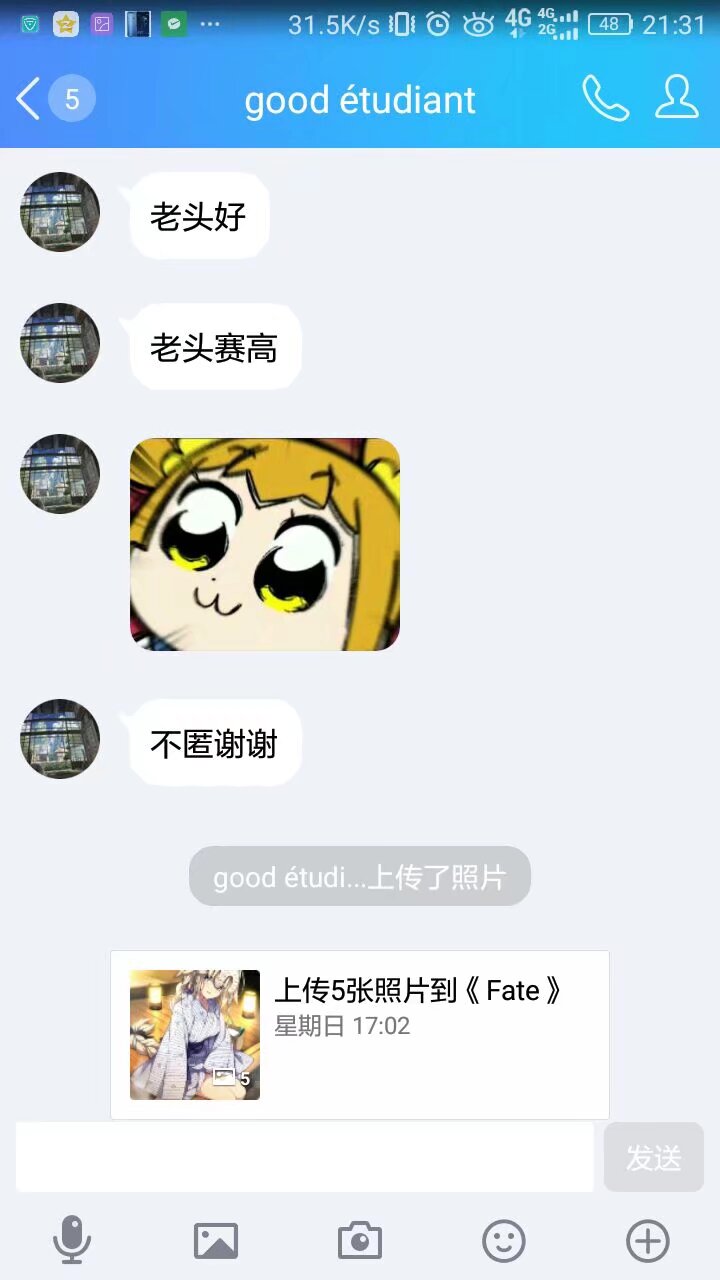 31.5K/s 4G 4G 2G 48 21:31
5 good étudiant
老头好
老头赛高
不匿谢谢
good étudi...上传了照片
上传5张照片到《 Fate 》
星期日 17:02
5
发送